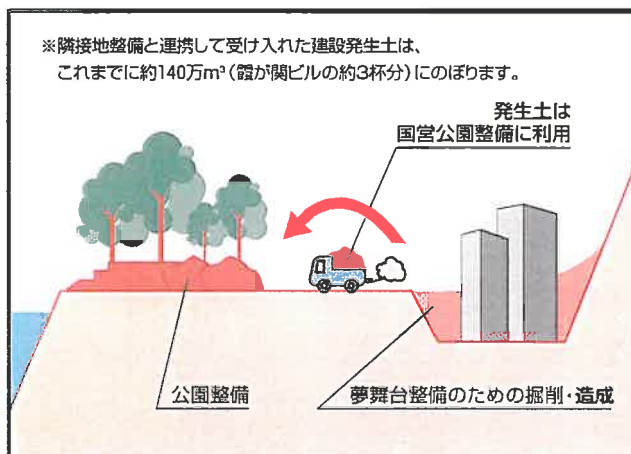 ※隣接地整備と連携して受け入れた建設発生土は、
これまでに約140万m³（霞が関ビルの約3杯分）にのぼります。
発生土は
国営公園整備に利用
公園整備
夢舞台整備のための掘削・造成